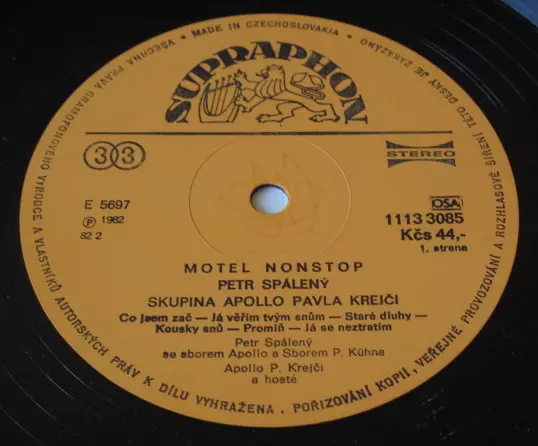 VŠECHNA PRÁVA GRAMOFONOVÉHO VÝROBCE A VLASTNÍKŮ AUTORSKÝCH PRÁV K DÍLU VYHRAŽENA. POŘIZOVÁNÍ KOPIÍ, VEŘEJNÉ PROVOZOVÁNÍ A ROZHLASOVÉ ŠÍŘENÍ TÉTO DESKY JE ZAKÁZÁNO • MADE IN CZECHOSLOVAKIA •
SUPRAPHON
33
STEREO
E 5697
Ⓟ 1982
82 2
OSA
1113 3085
Kčs 44,-
1. strana
MOTEL NONSTOP
PETR SPÁLENÝ
SKUPINA APOLLO PAVLA KREJČÍ
Co jsem zač — Já věřím tvým snům — Staré dluhy —
Kousky snů — Promiň — Já se neztratím
Petr Spálený
se sborem Apollo a Sborem P. Kühna
Apollo P. Krejčí
a hosté